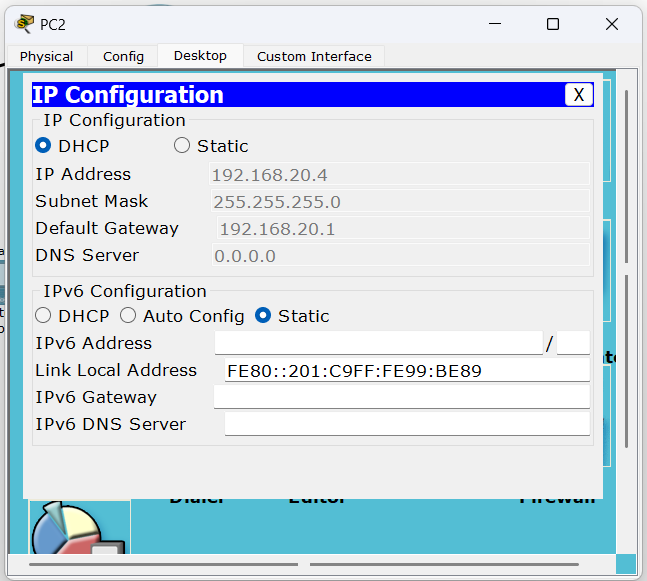 PC2
Physical Config Desktop Custom Interface
IP Configuration X
IP Configuration
DHCP Static
IP Address 192.168.20.4
Subnet Mask 255.255.255.0
Default Gateway 192.168.20.1
DNS Server 0.0.0.0
IPv6 Configuration
DHCP Auto Config Static
IPv6 Address /
Link Local Address FE80::201:C9FF:FE99:BE89
IPv6 Gateway
IPv6 DNS Server
Dialer Editor Firewall